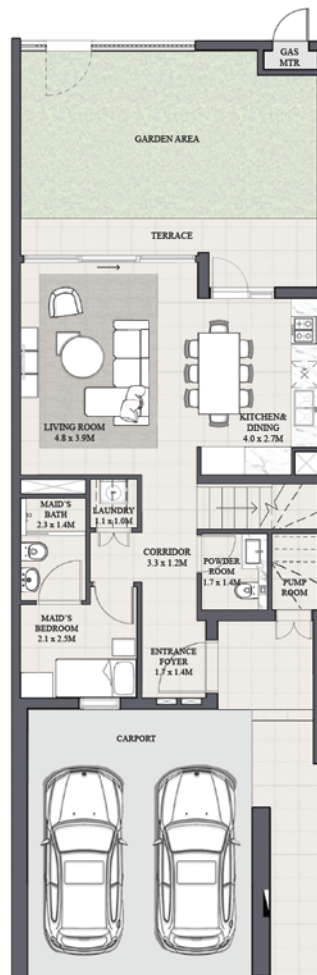 GAS
MTR
GARDEN AREA
TERRACE
LIVING ROOM
4.8 x 3.9M
KITCHEN&
DINING
4.0 x 2.7M
MAID'S
BATH
2.3 x 1.4M
LAUNDRY
1.1 x 1.0M
CORRIDOR
3.3 x 1.2M
POWDER
ROOM
1.7 x 1.4M
PUMP
ROOM
MAID'S
BEDROOM
2.1 x 2.5M
ENTRANCE
FOYER
1.7 x 1.4M
CARPORT